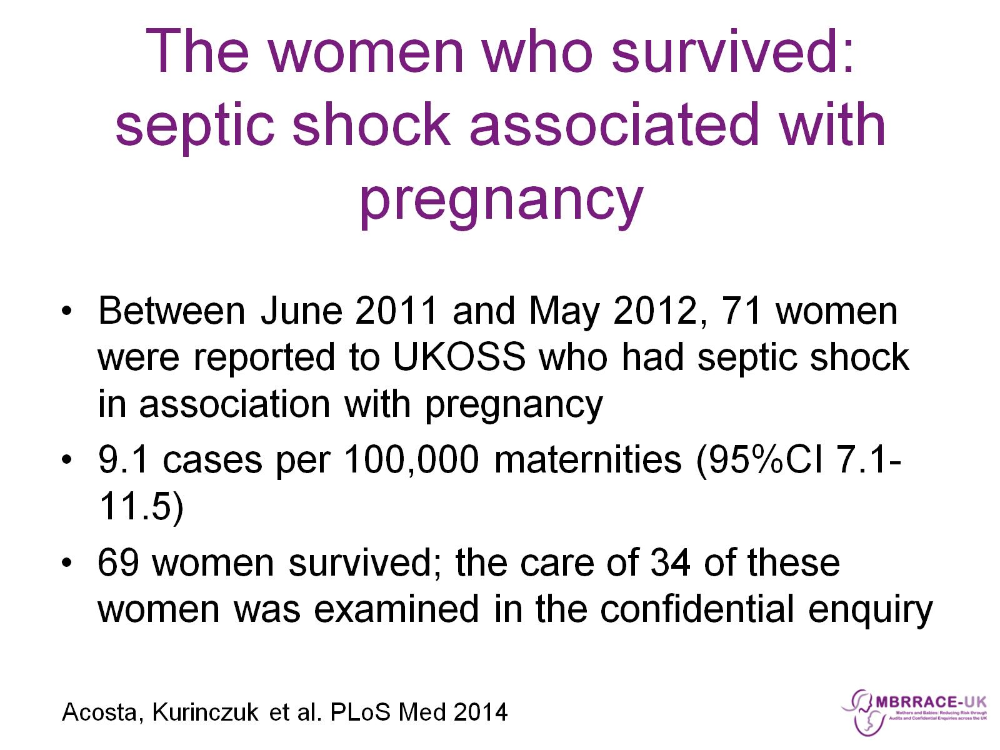 The women who survived:
septic shock associated with
pregnancy
• Between June 2011 and May 2012, 71 women
were reported to UKOSS who had septic shock
in association with pregnancy
• 9.1 cases per 100,000 maternities (95%CI 7.1-
11.5)
• 69 women survived; the care of 34 of these
women was examined in the confidential enquiry
Acosta, Kurinczuk et al. PLoS Med 2014
MBRRACE-UK
Mothers and Babies: Reducing Risk through
Audits and Confidential Enquiries across the UK